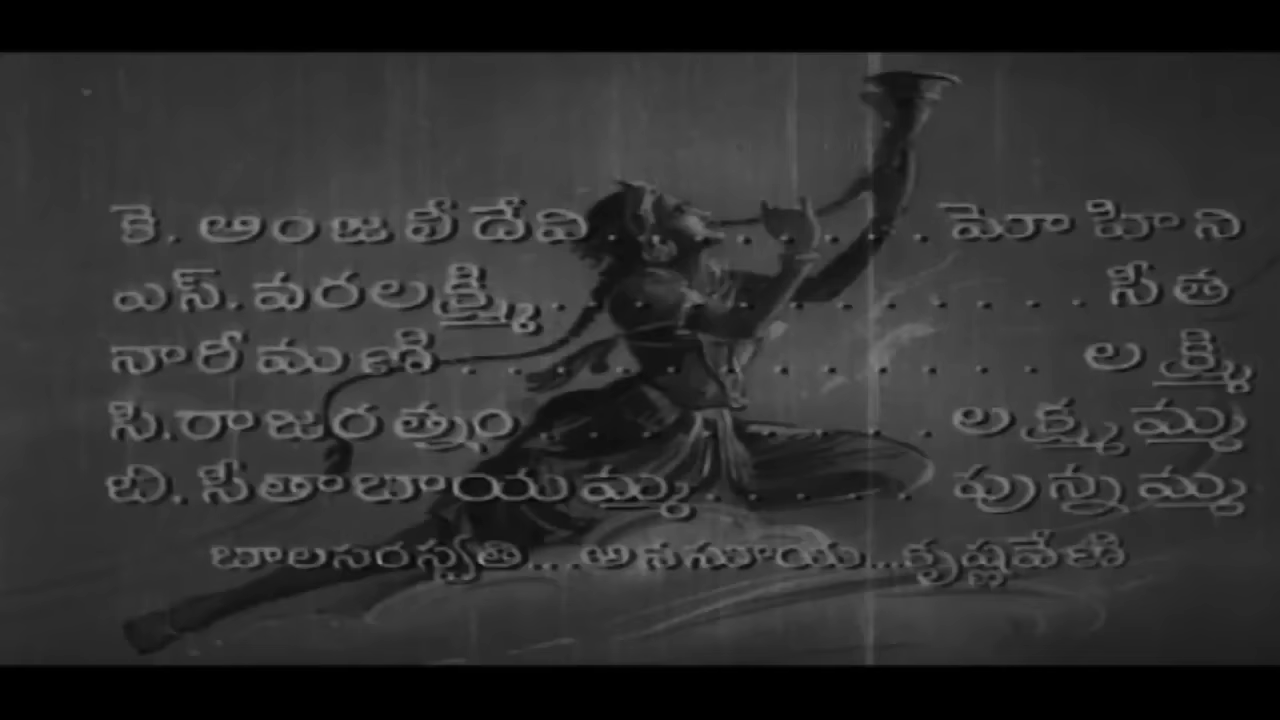 కె. అంజలీదేవి . . . . . . . మోహిని
ఎస్. వరలక్ష్మి . . . . . . . . . . . . . . . సీత
నారీమణి . . . . . . . . . . . . . లక్ష్మి
సి. రాజరత్నం . . . . . . . . . లక్ష్మమ్మ
టి. సీతాబాయమ్మ . . . . . పున్నమ్మ
బాలసరస్వతి....అనసూయ...కృష్ణవేణి